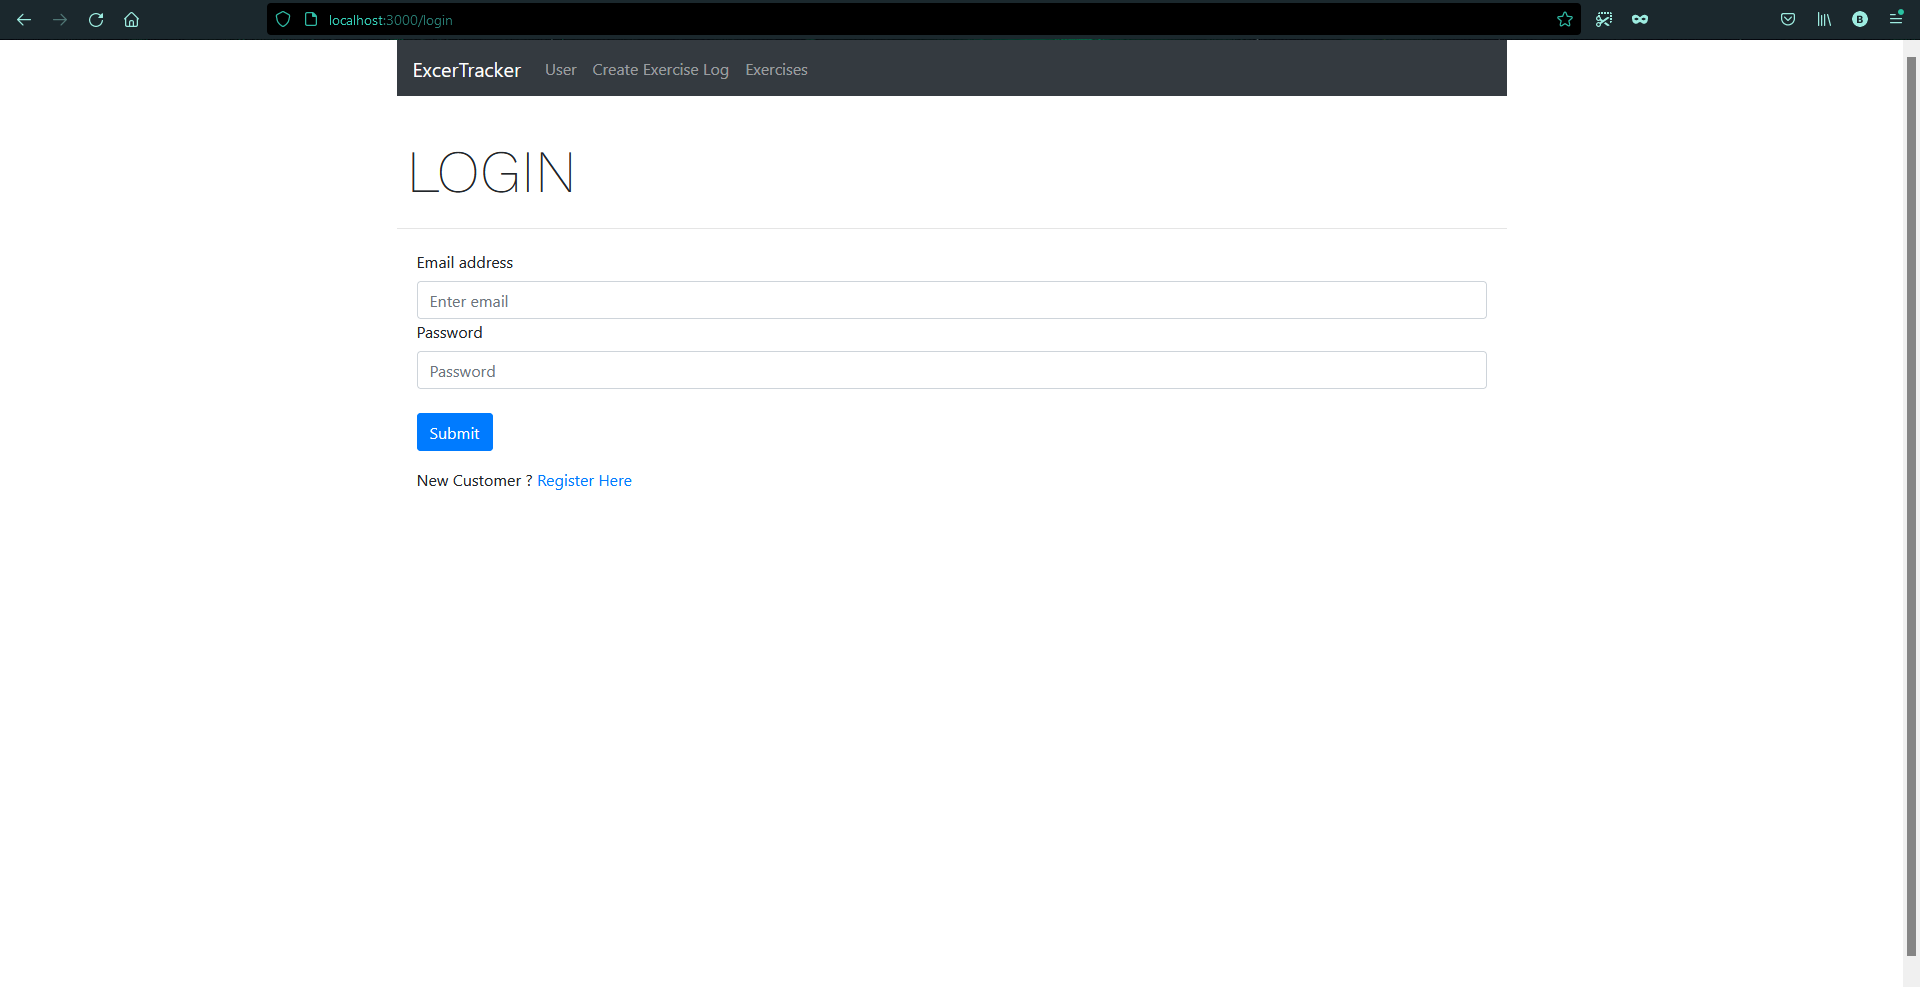 localhost:3000/login
ExcerTracker User Create Exercise Log Exercises
LOGIN
Email address
Enter email
Password
Password
Submit
New Customer ? Register Here